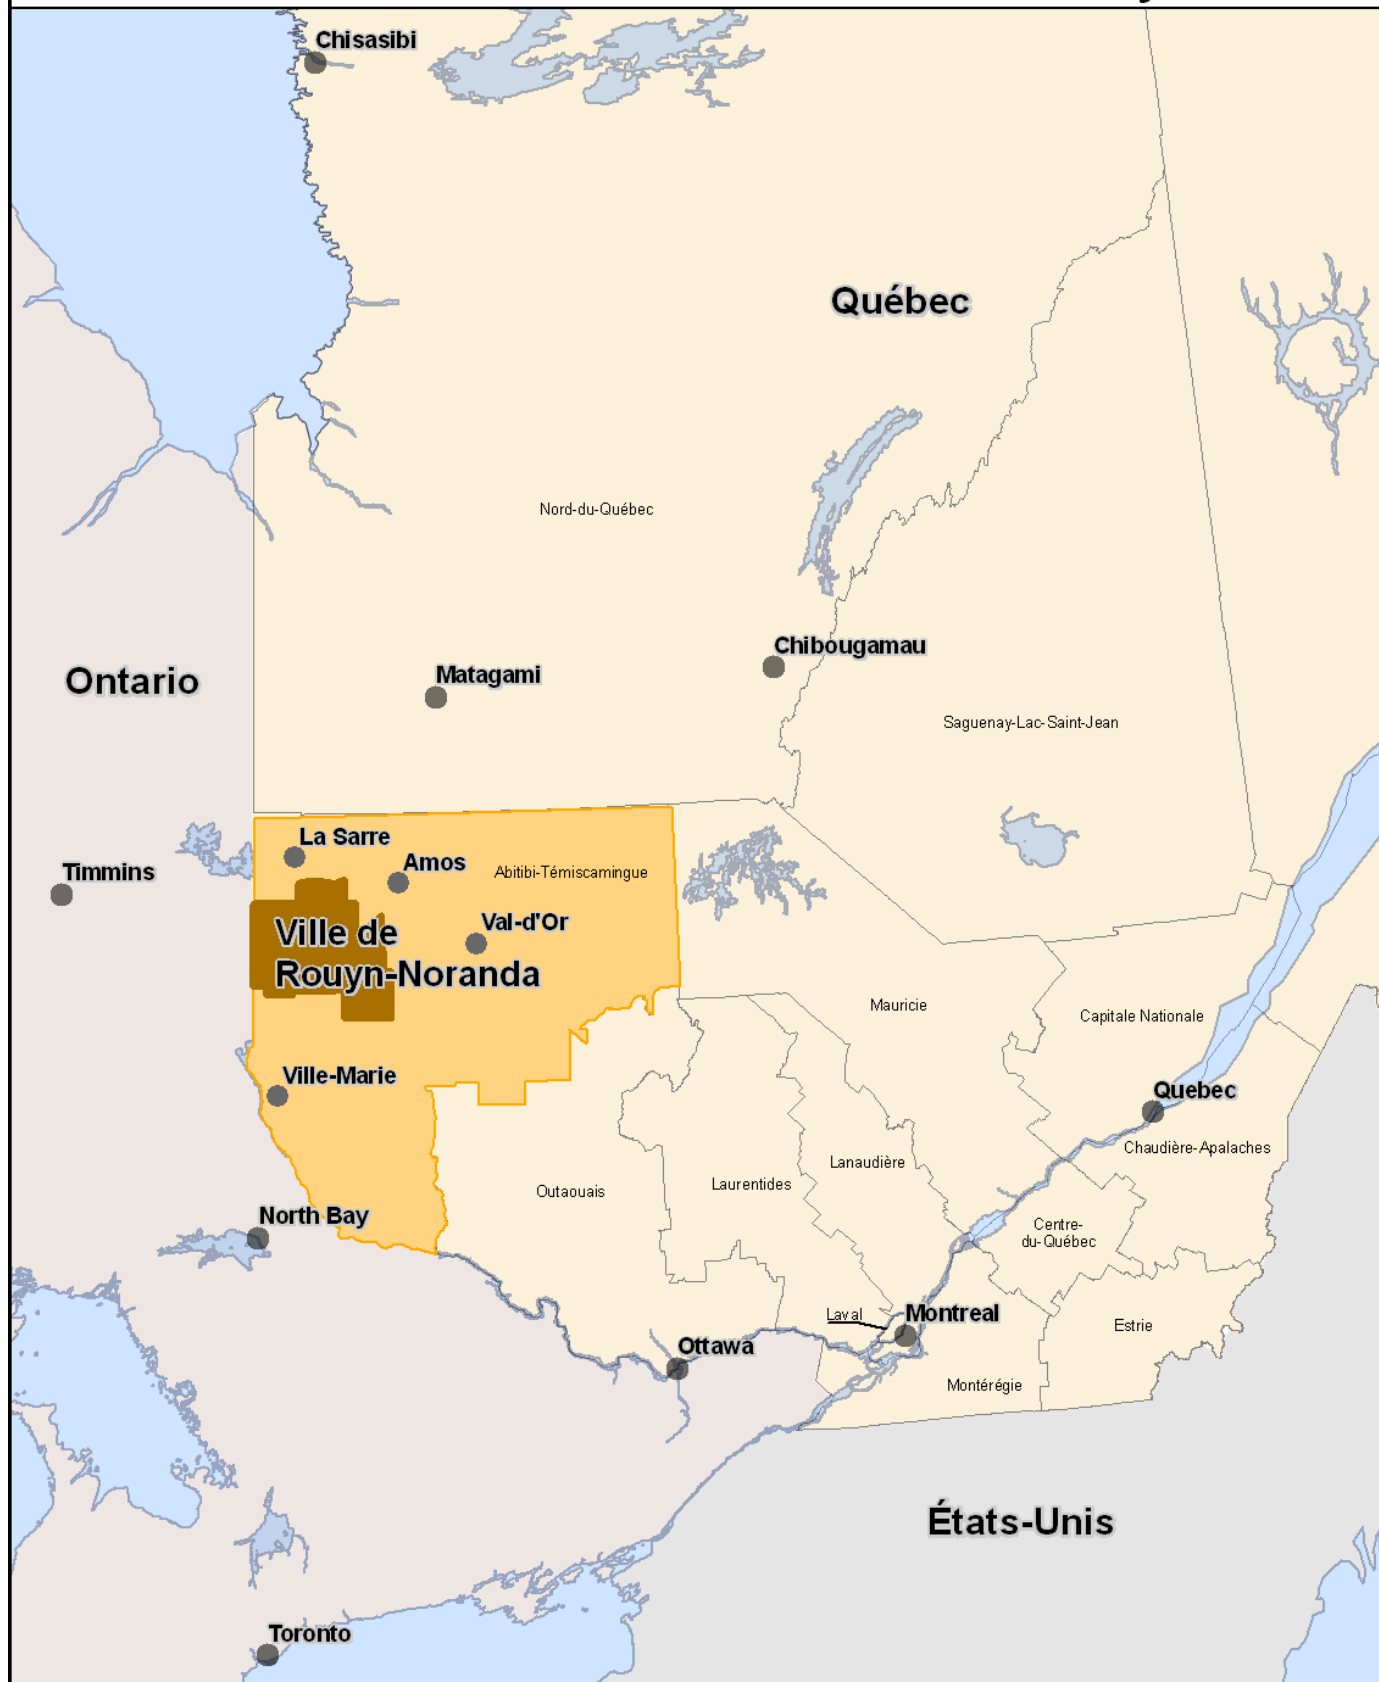 Chisasibi
Québec
Nord-du-Québec
Chibougamau
Matagami
Ontario
Saguenay-Lac-Saint-Jean
La Sarre
Amos
Abitibi-Témiscamingue
Timmins
Val-d'Or
Ville de
Rouyn-Noranda
Mauricie
Capitale Nationale
Ville-Marie
Quebec
Chaudière-Apalaches
Lanaudière
Laurentides
Outaouais
North Bay
Centre-
du-Québec
Laval
Montreal
Estrie
Ottawa
Montérégie
États-Unis
Toronto